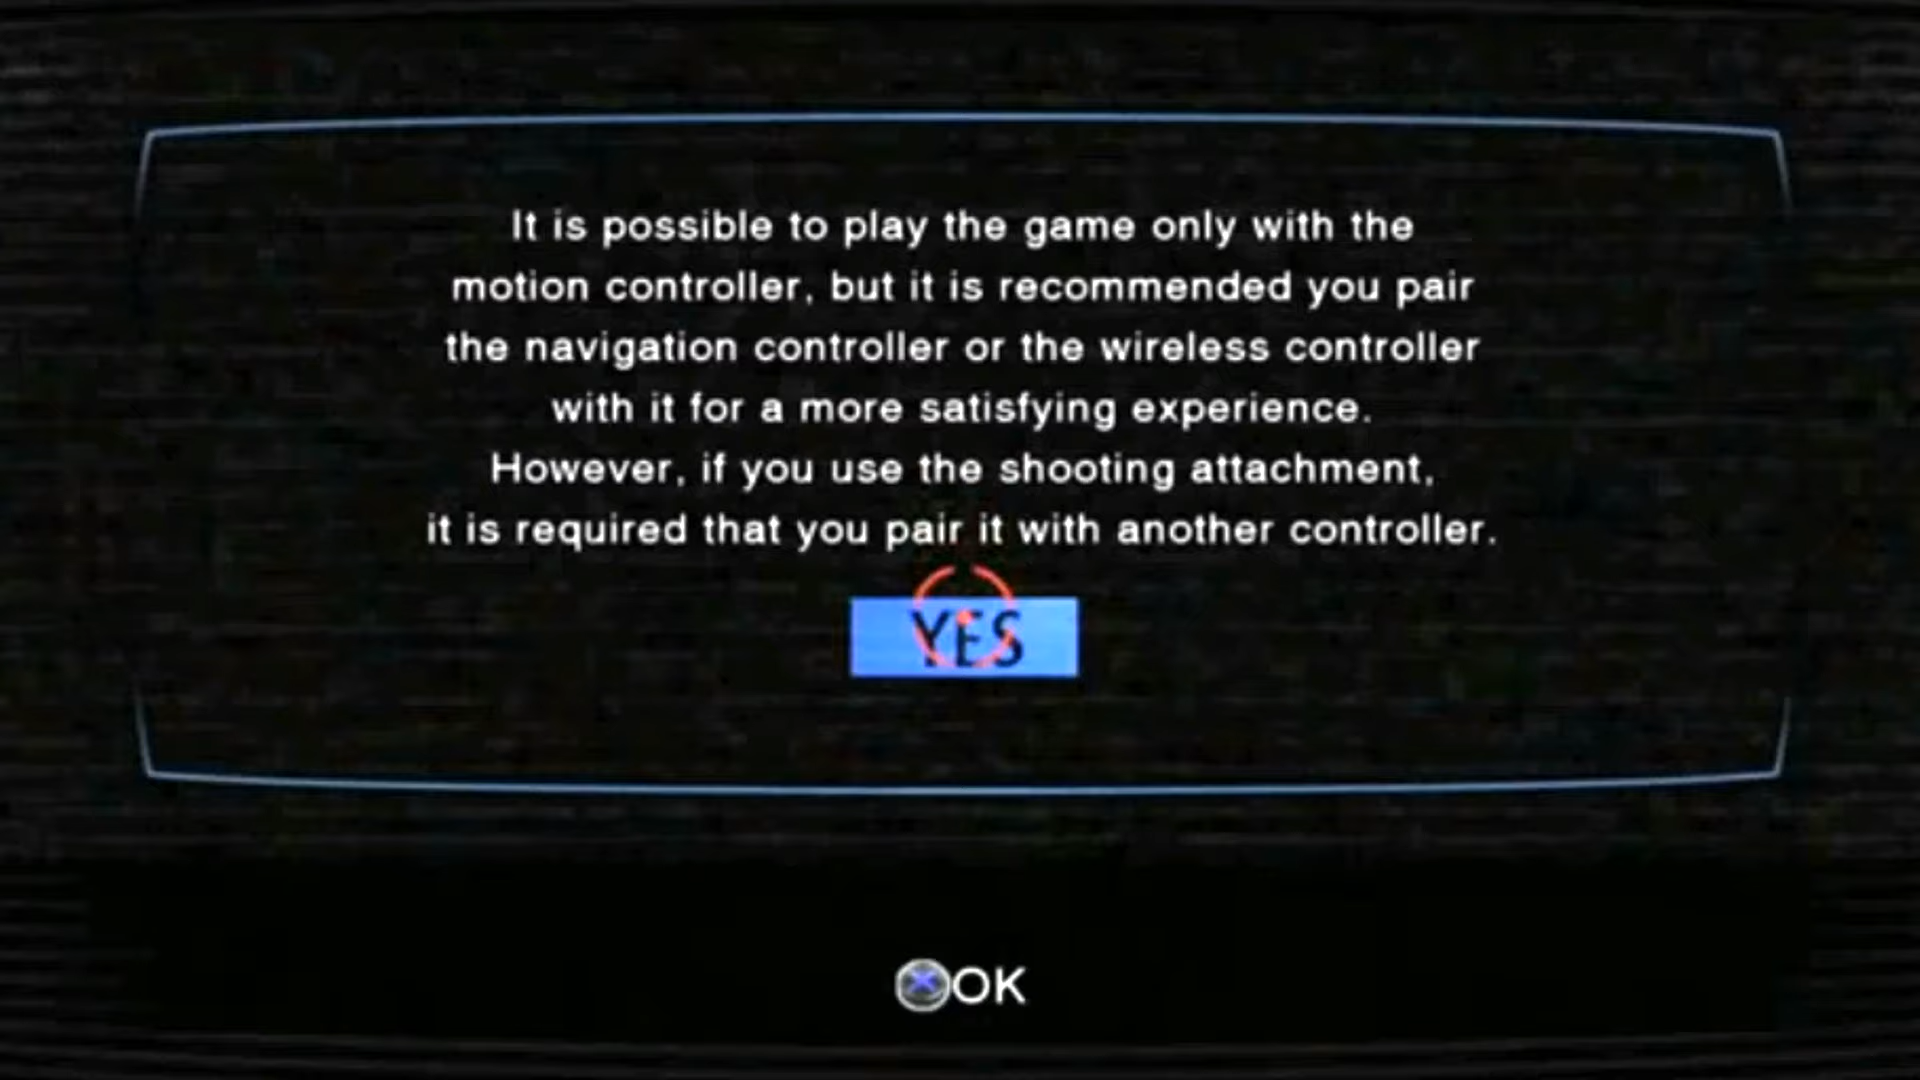 It is possible to play the game only with the
motion controller, but it is recommended you pair
the navigation controller or the wireless controller
with it for a more satisfying experience.
However, if you use the shooting attachment,
it is required that you pair it with another controller.
YES
OK